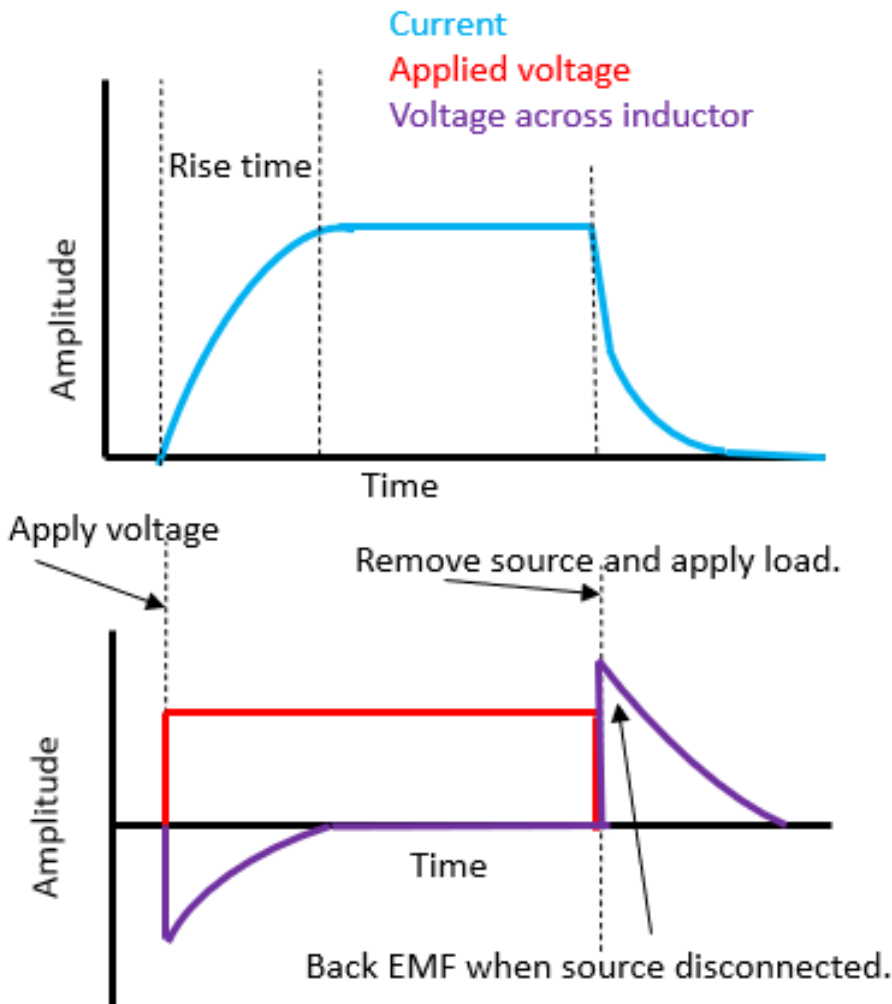 Current
Applied voltage
Voltage across inductor
Rise time
Amplitude
Time
Apply voltage
Remove source and apply load.
Amplitude
Time
Back EMF when source disconnected.